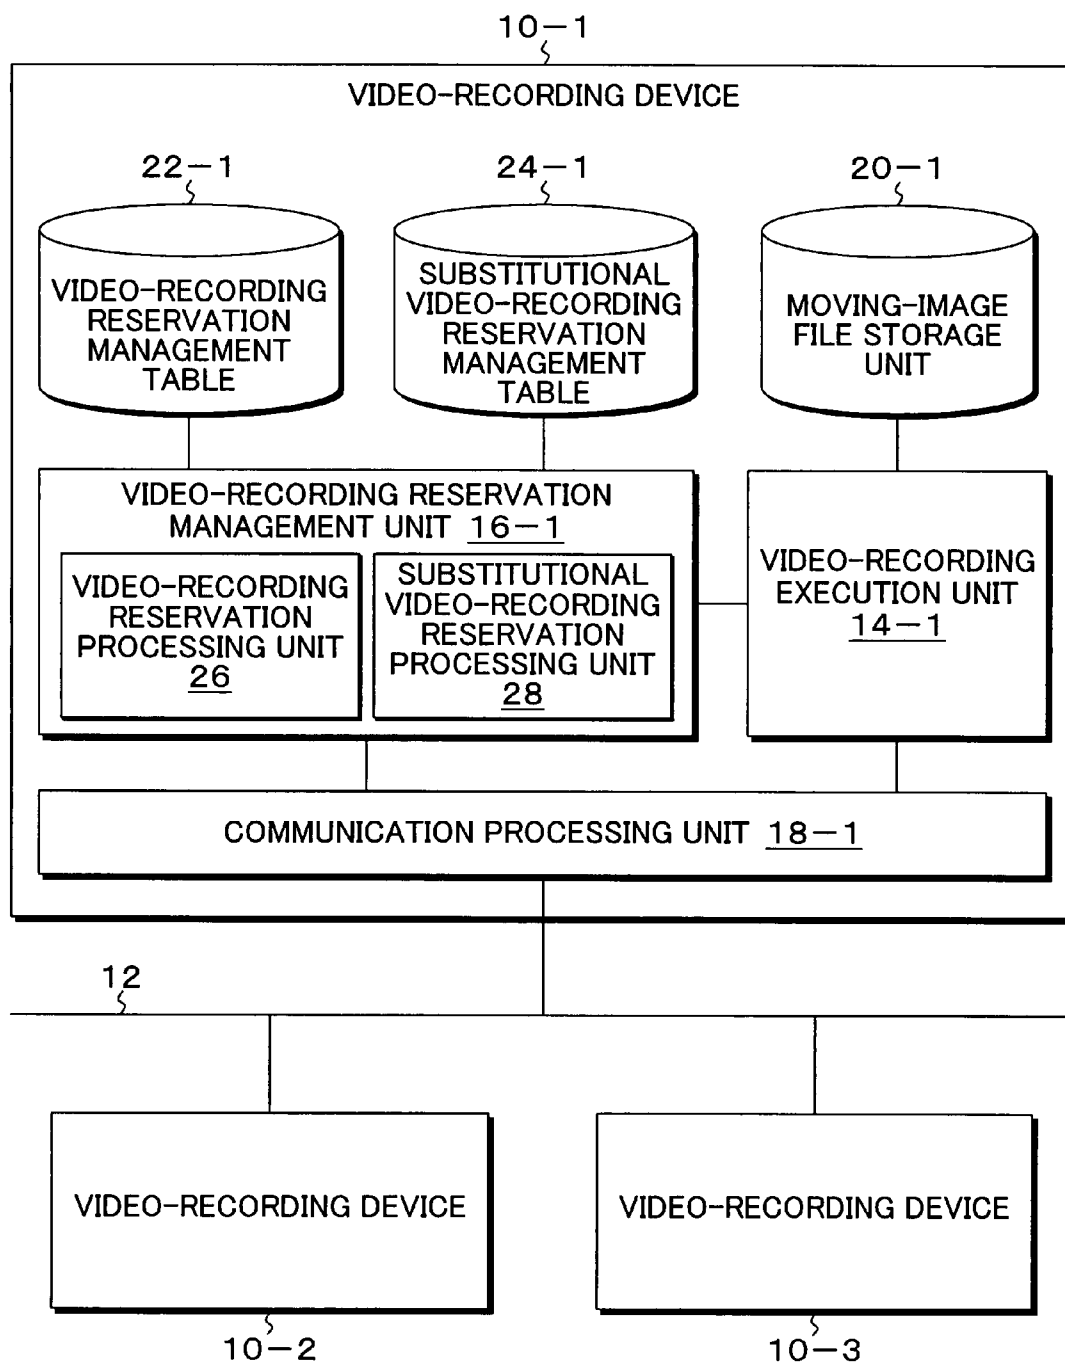 10-1
VIDEO-RECORDING DEVICE
22-1
24-1
20-1
VIDEO-RECORDING
RESERVATION
MANAGEMENT
TABLE
SUBSTITUTIONAL
VIDEO-RECORDING
RESERVATION
MANAGEMENT
TABLE
MOVING-IMAGE
FILE STORAGE
UNIT
VIDEO-RECORDING RESERVATION
MANAGEMENT UNIT 16-1
VIDEO-RECORDING
RESERVATION
PROCESSING UNIT
26
SUBSTITUTIONAL
VIDEO-RECORDING
RESERVATION
PROCESSING UNIT
28
VIDEO-RECORDING
EXECUTION UNIT
14-1
COMMUNICATION PROCESSING UNIT 18-1
12
VIDEO-RECORDING DEVICE
VIDEO-RECORDING DEVICE
10-2
10-3